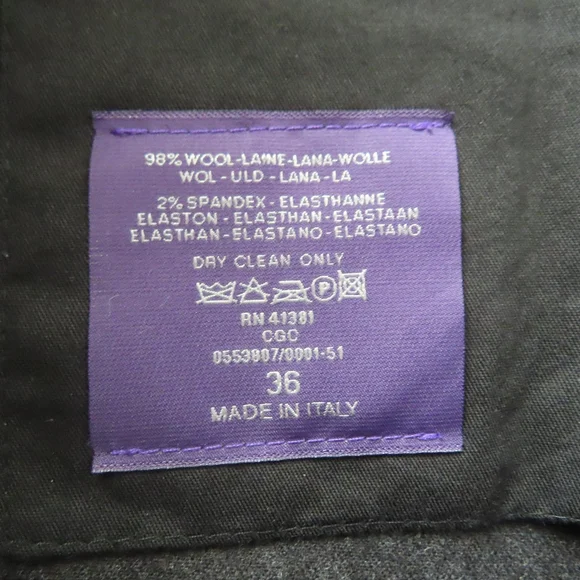 98% WOOL-LAINE-LANA-WOLLE
WOL - ULD - LANA - LA
2% SPANDEX - ELASTHANNE
ELASTON - ELASTHAN - ELASTAAN
ELASTHAN - ELASTANO - ELASTANO
DRY CLEAN ONLY
P
RN 41381
CGC
0553807/0001-51
36
MADE IN ITALY